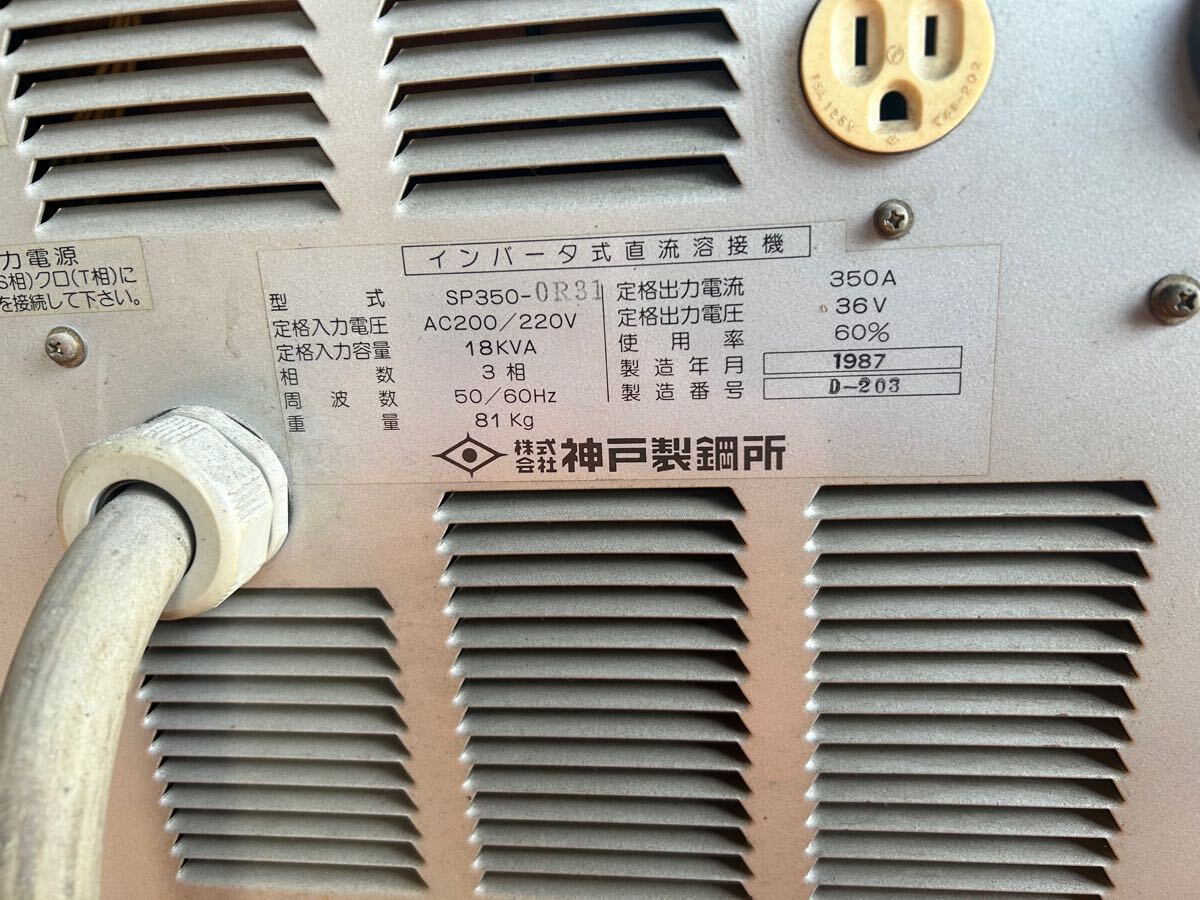 15A 125V
力電源
S相)クロ(T相)に
を接続して下さい。
インバータ式直流溶接機
型式 SP350-0R31
定格入力電圧 AC200/220V
定格入力容量 18KVA
相数 3相
周波数 50/60Hz
重量 81Kg
定格出力電流 350A
定格出力電圧 36V
使用率 60%
製造年月 1987
製造番号 D-203
株式会社 神戸製鋼所